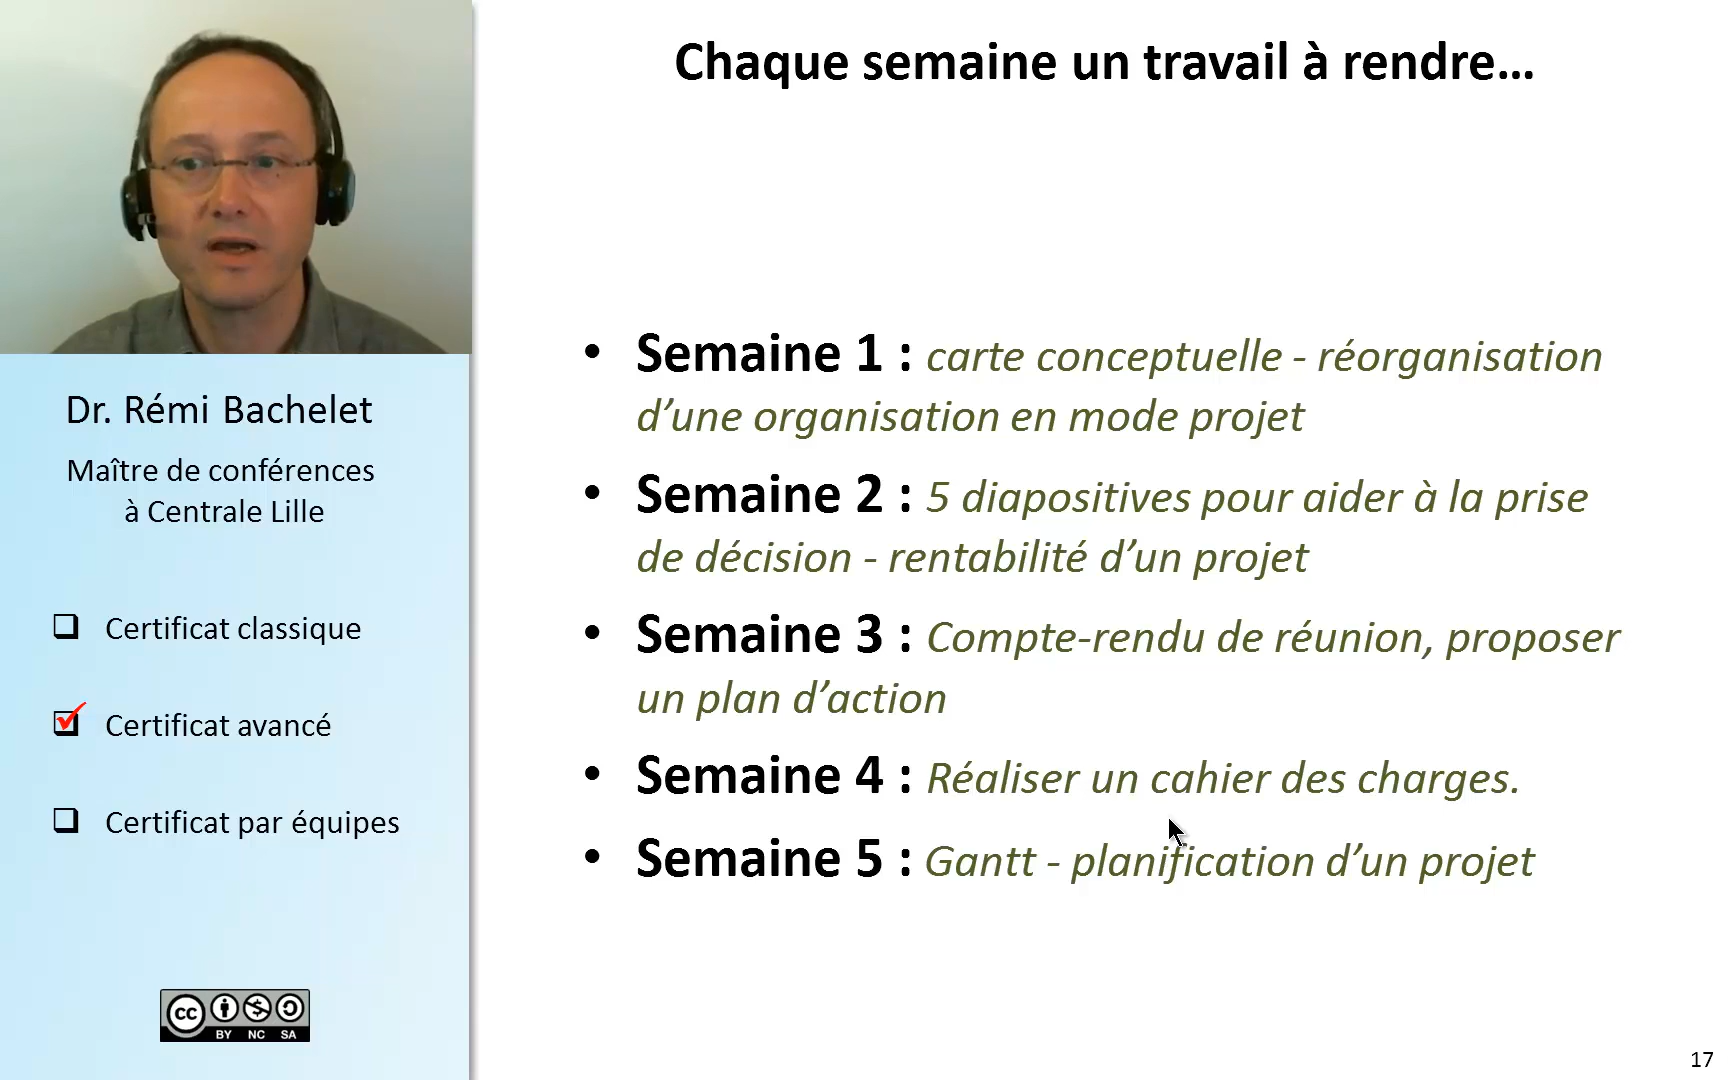 Chaque semaine un travail à rendre...
Dr. Rémi Bachelet
Maître de conférences
à Centrale Lille
Certificat classique
Certificat avancé
Certificat par équipes
cc
BY NC SA
• Semaine 1 : carte conceptuelle - réorganisation
d’une organisation en mode projet
• Semaine 2 : 5 diapositives pour aider à la prise
de décision - rentabilité d’un projet
• Semaine 3 : Compte-rendu de réunion, proposer
un plan d’action
• Semaine 4 : Réaliser un cahier des charges.
• Semaine 5 : Gantt - planification d’un projet
17